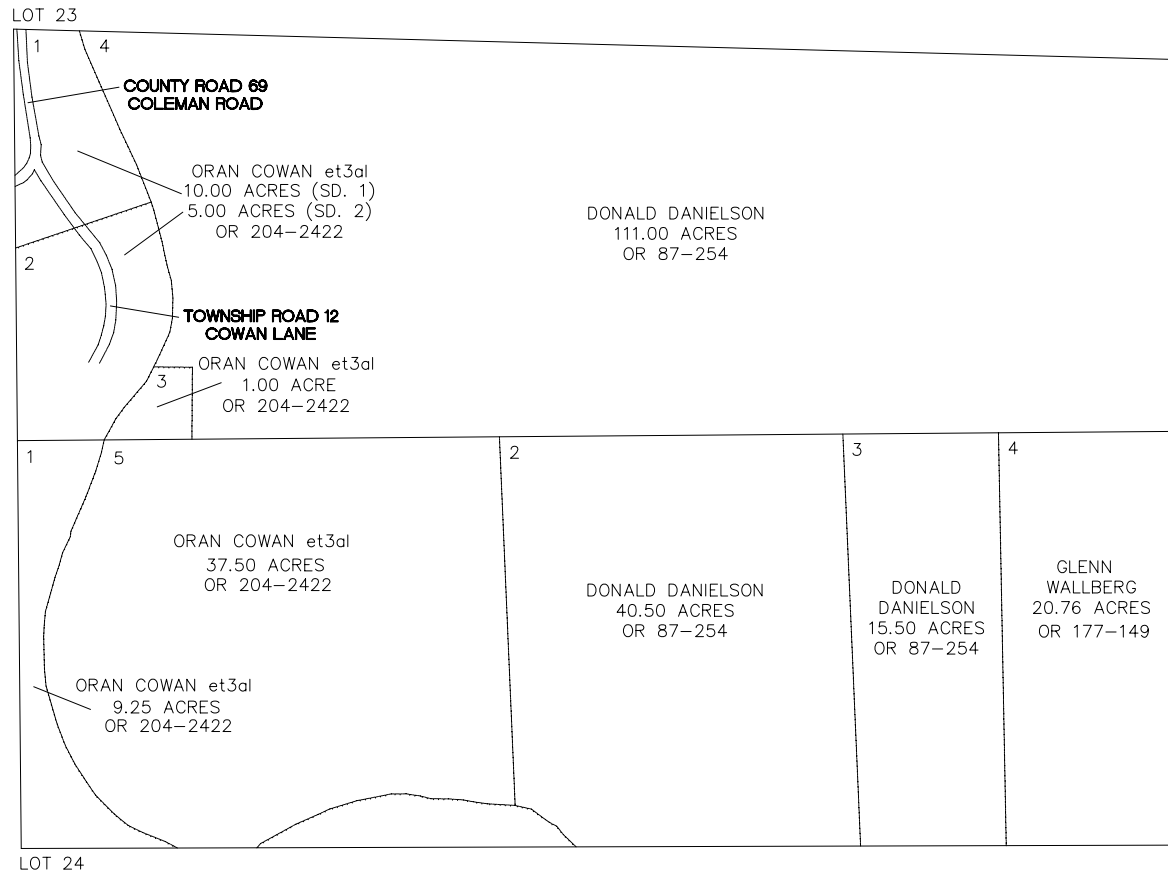 LOT 23
1
4
COUNTY ROAD 69
COLEMAN ROAD
ORAN COWAN et3al
10.00 ACRES (SD. 1)
5.00 ACRES (SD. 2)
OR 204-2422
DONALD DANIELSON
111.00 ACRES
OR 87-254
2
TOWNSHIP ROAD 12
COWAN LANE
3
ORAN COWAN et3al
1.00 ACRE
OR 204-2422
1
5
2
3
4
ORAN COWAN et3al
37.50 ACRES
OR 204-2422
DONALD DANIELSON
40.50 ACRES
OR 87-254
DONALD
DANIELSON
15.50 ACRES
OR 87-254
GLENN
WALLBERG
20.76 ACRES
OR 177-149
ORAN COWAN et3al
9.25 ACRES
OR 204-2422
LOT 24